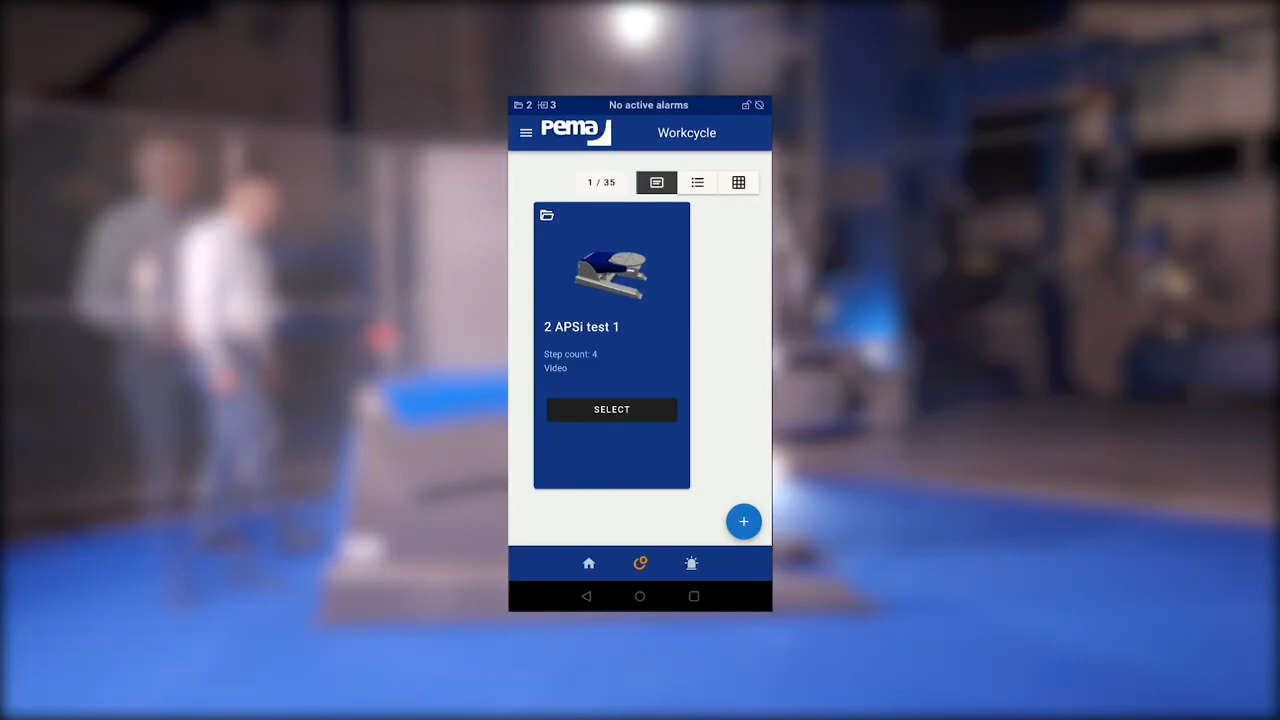 2 3 No active alarms
PEMA Workcycle
1 / 35
2 APSi test 1
Step count: 4
Video
SELECT